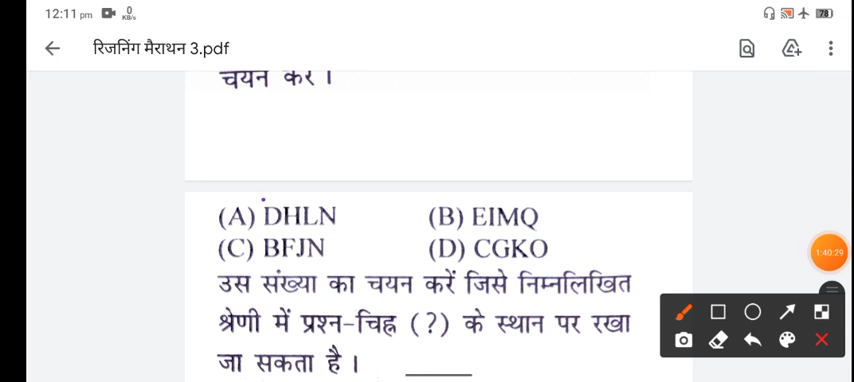 12:11 pm 0 KB/s 78
रिजनिंग मैराथन 3.pdf
चयन करें ।
(A) DHLN (B) EIMQ
(C) BFJN (D) CGKO
उस संख्या का चयन करें जिसे निम्नलिखित
श्रेणी में प्रश्न-चिह्न (?) के स्थान पर रखा
जा सकता है ।
1:40:29